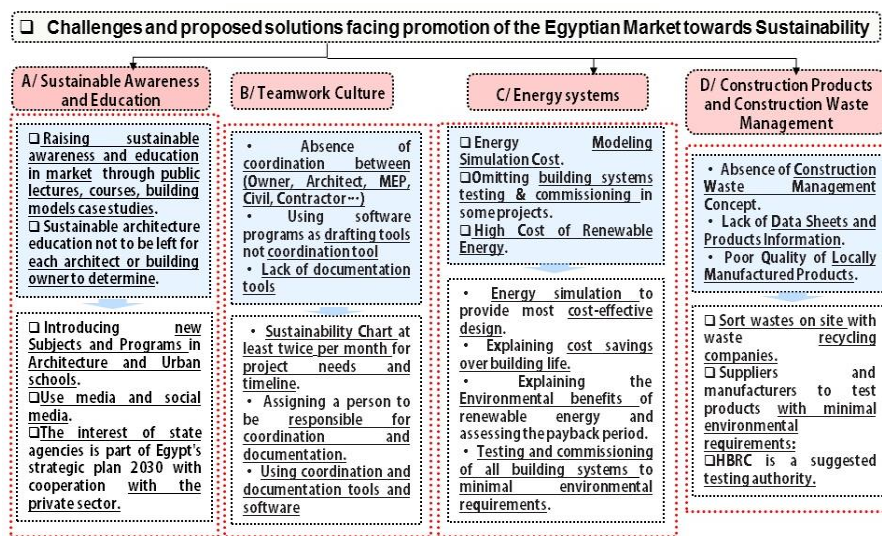 ❑ Challenges and proposed solutions facing promotion of the Egyptian Market towards Sustainability
A/ Sustainable Awareness
and Education
❑Raising sustainable
awareness and education
in market through public
lectures, courses, building
models case studies.
❑ Sustainable architecture
education not to be left for
each architect or building
owner to determine.
❑ Introducing new
Subjects and Programs in
Architecture and Urban
schools.
❑Use media and social
media.
❑The interest of state
agencies is part of Egypt's
strategic plan 2030 with
cooperation with the
private sector.
B/ Teamwork Culture
• Absence of
coordination between
(Owner, Architect, MEP,
Civil, Contractor…)
• Using software
programs as drafting tools
not coordination tool
• Lack of documentation
tools
• Sustainability Chart at
least twice per month for
project needs and
timeline.
• Assigning a person to
be responsible for
coordination and
documentation.
• Using coordination and
documentation tools and
software
C/ Energy systems
❑Energy Modeling
Simulation Cost.
❑Omitting building systems
testing & commissioning in
some projects.
❑High Cost of Renewable
Energy.
• Energy simulation to
provide most cost-effective
design.
• Explaining cost savings
over building life.
• Explaining the
Environmental benefits of
renewable energy and
assessing the payback period.
• Testing and commissioning
of all building systems to
minimal environmental
requirements.
D/ Construction Products
and Construction Waste
Management
• Absence of Construction
Waste Management
Concept.
• Lack of Data Sheets and
Products Information.
• Poor Quality of Locally
Manufactured Products.
❑ Sort wastes on site with
waste recycling
companies.
❑Suppliers and
manufacturers to test
products with minimal
environmental
requirements:
❑HBRC is a suggested
testing authority.